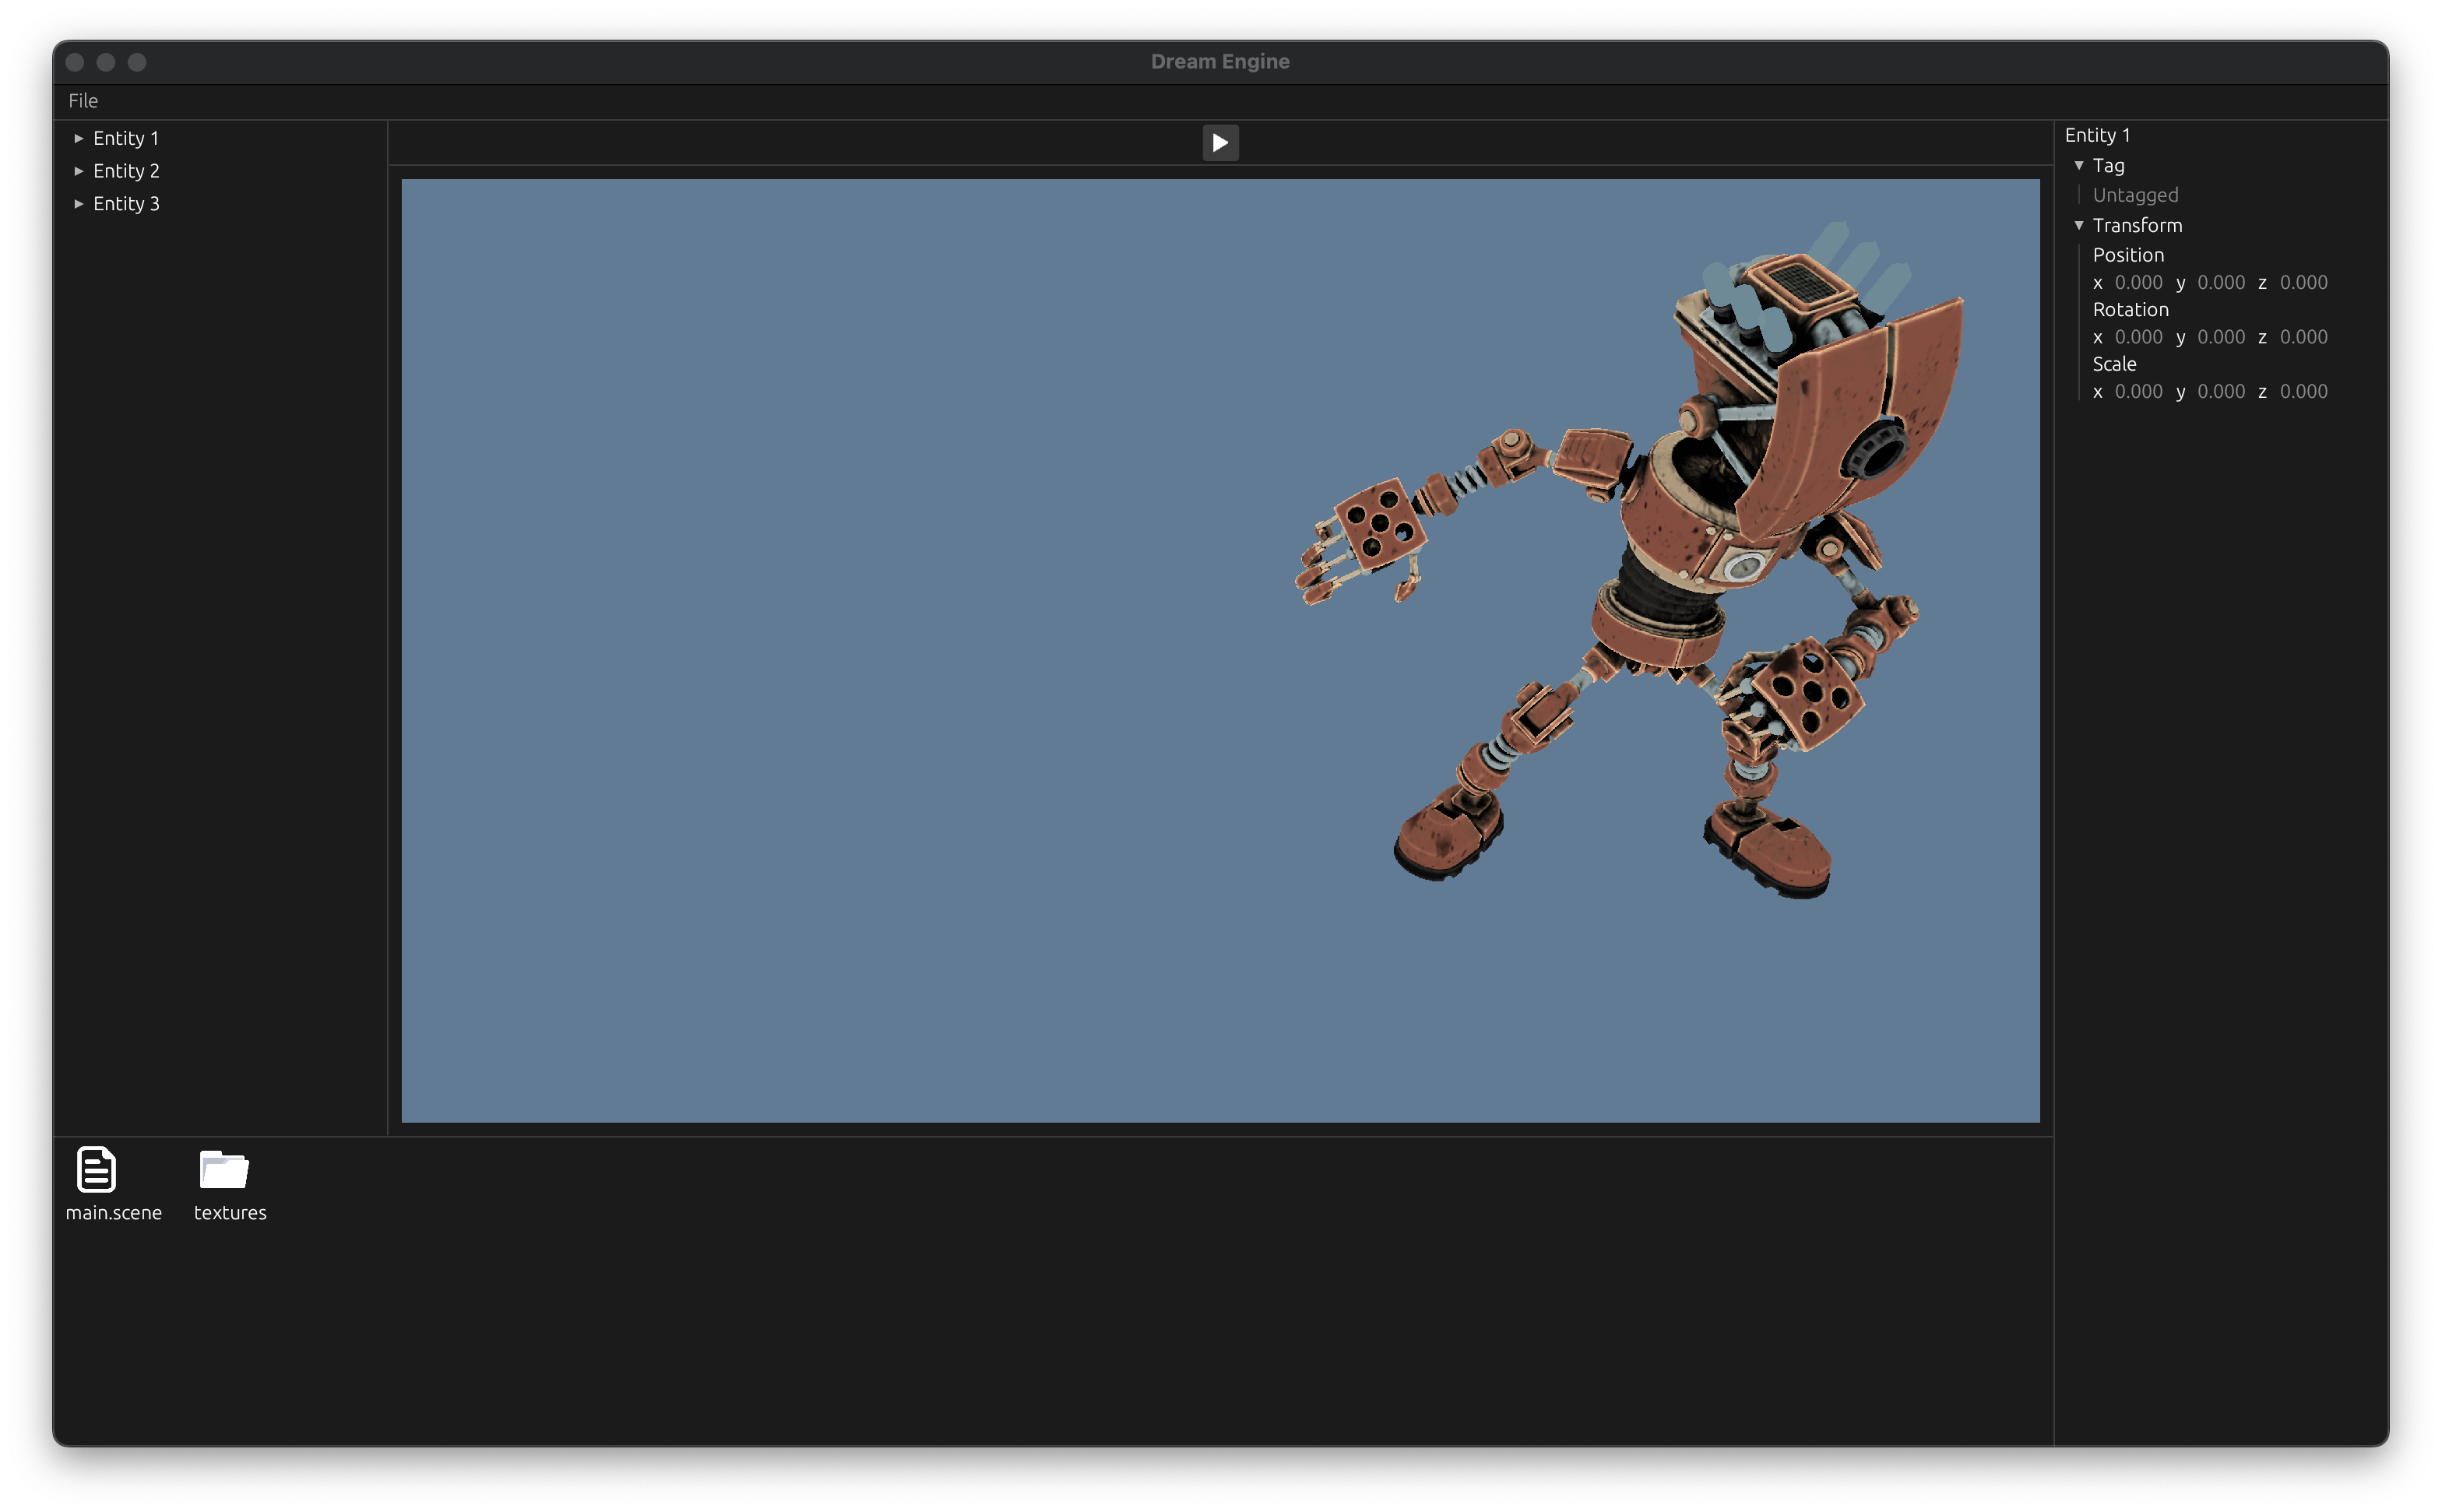 Dream Engine
File
Entity 1
Entity 2
Entity 3
Entity 1
Tag
Untagged
Transform
Position
x 0.000 y 0.000 z 0.000
Rotation
x 0.000 y 0.000 z 0.000
Scale
x 0.000 y 0.000 z 0.000
main.scene
textures